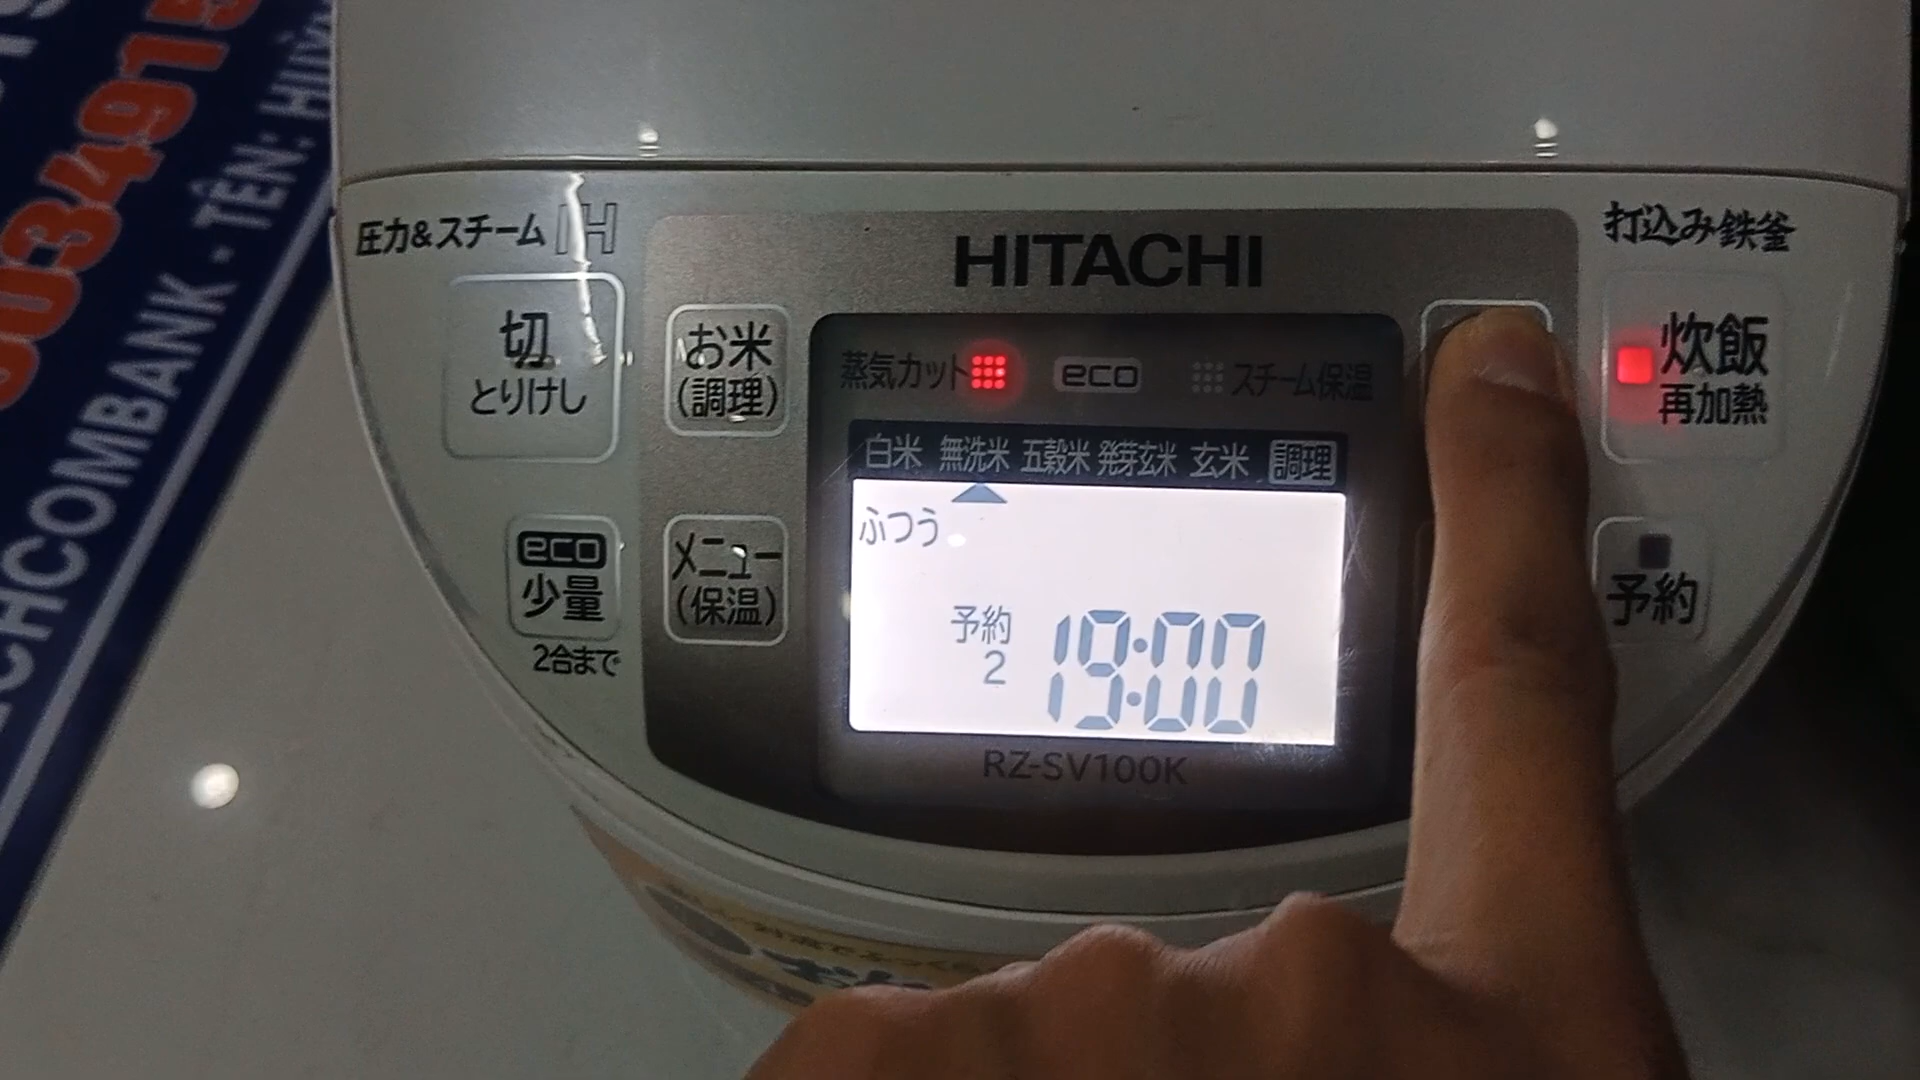 0034915
CHCOMBANK - TÊN: HUỲ
圧力&スチーム IH
HITACHI
打込み鉄釜
切
とりけし
お米
(調理)
蒸気カット
eco
スチーム保温
炊飯
再加熱
白米 無洗米 五穀米 発芽玄米 玄米 調理
ふつう
eco
少量
2合まで
メニュー
(保温)
予約
2
19:00
予約
RZ-SV100K